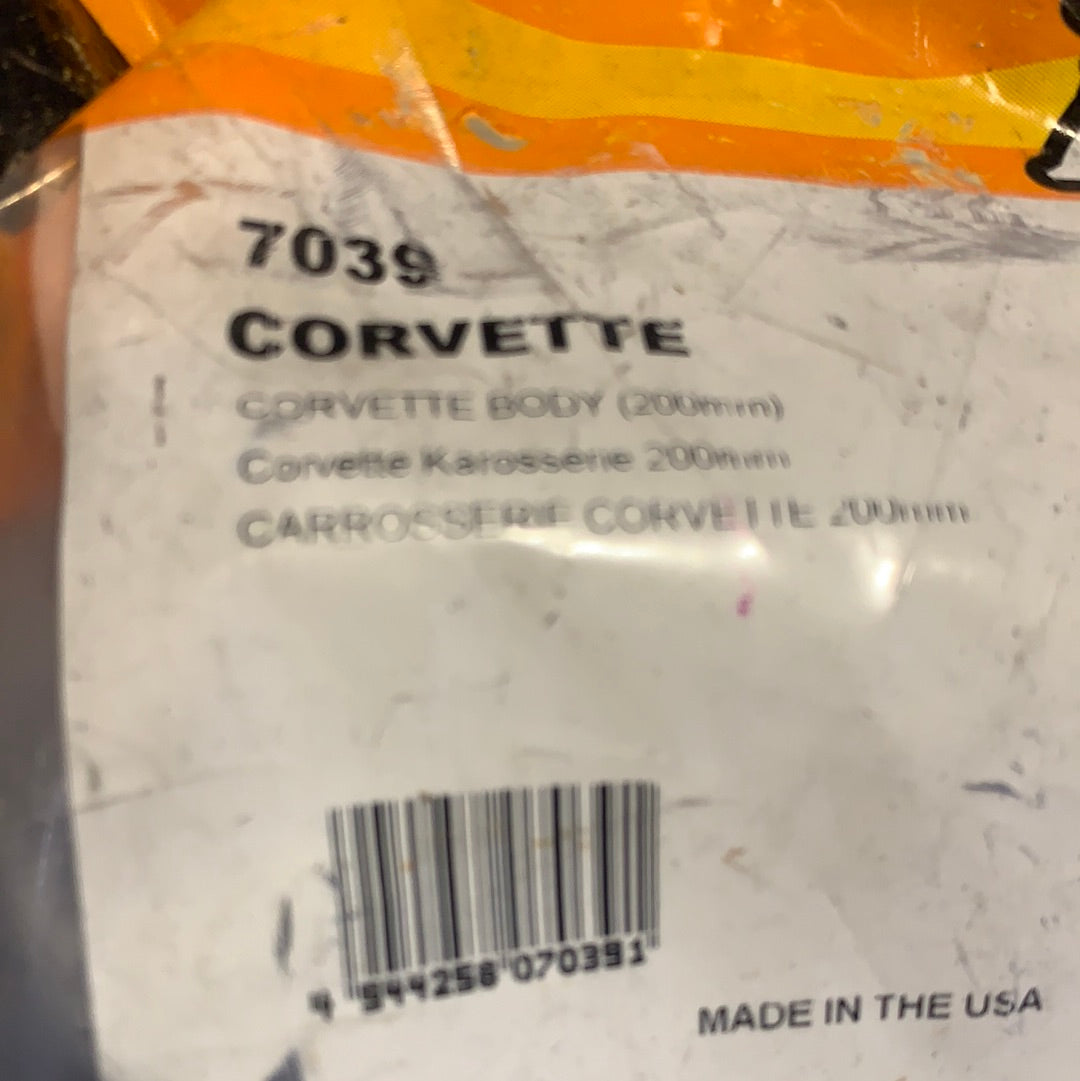 7039
CORVETTE
CORVETTE BODY (200mm)
Corvette Karosserie 200mm
CARROSSERIE CORVETTE 200mm
4 944258 070391
MADE IN THE USA